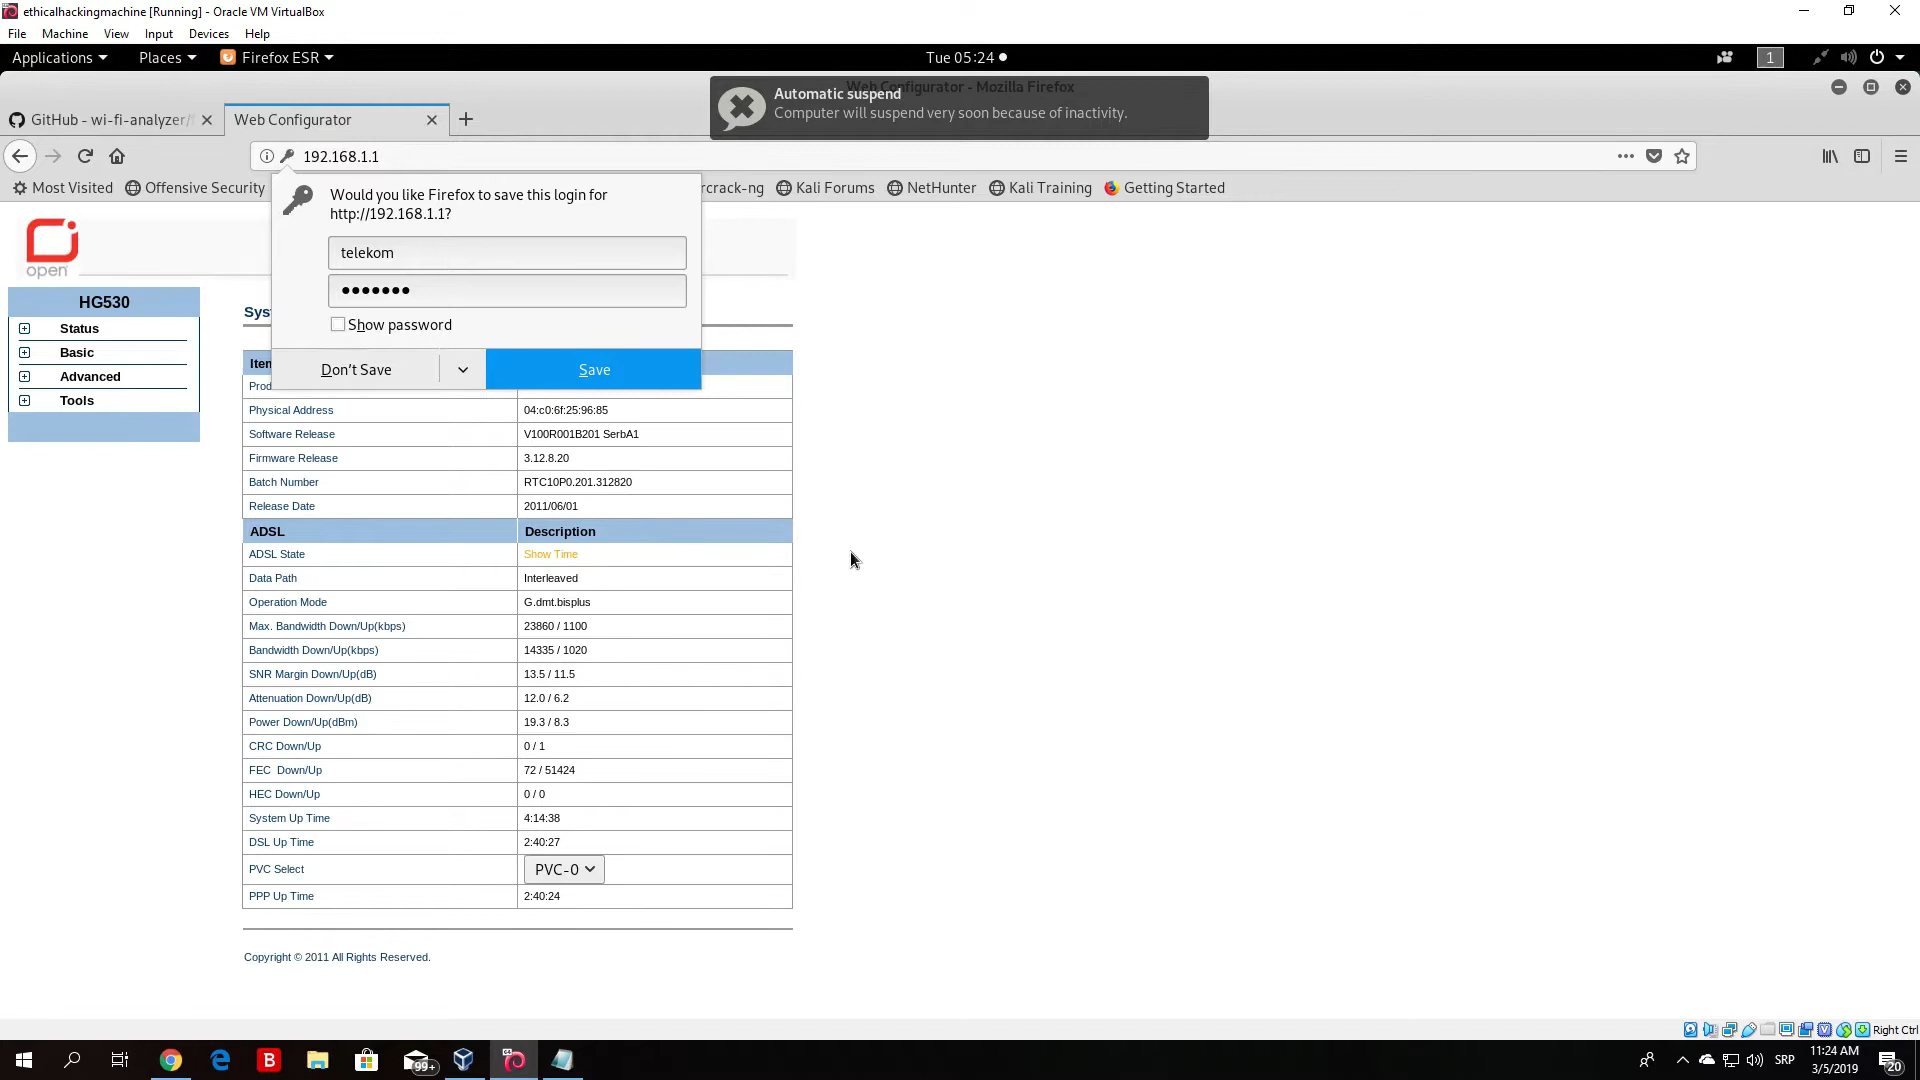 ethicalhackingmachine [Running] - Oracle VM VirtualBox
File Machine View Input Devices Help
Applications Places Firefox ESR Tue 05:24 1
Web Configurator - Mozilla Firefox
Automatic suspend
Computer will suspend very soon because of inactivity.
GitHub - wi-fi-analyzer/ Web Configurator
192.168.1.1
Most Visited Offensive Security rcrack-ng Kali Forums NetHunter Kali Training Getting Started
Would you like Firefox to save this login for
http://192.168.1.1?
telekom
•••••••
Show password
Don't Save Save
open
HG530
Status
Basic
Advanced
Tools
Sys
Item
Prod
Physical Address 04:c0:6f:25:96:85
Software Release V100R001B201 SerbA1
Firmware Release 3.12.8.20
Batch Number RTC10P0.201.312820
Release Date 2011/06/01
ADSL Description
ADSL State Show Time
Data Path Interleaved
Operation Mode G.dmt.bisplus
Max. Bandwidth Down/Up(kbps) 23860 / 1100
Bandwidth Down/Up(kbps) 14335 / 1020
SNR Margin Down/Up(dB) 13.5 / 11.5
Attenuation Down/Up(dB) 12.0 / 6.2
Power Down/Up(dBm) 19.3 / 8.3
CRC Down/Up 0 / 1
FEC Down/Up 72 / 51424
HEC Down/Up 0 / 0
System Up Time 4:14:38
DSL Up Time 2:40:27
PVC Select PVC-0
PPP Up Time 2:40:24
Copyright © 2011 All Rights Reserved.
Right Ctrl
B 99+ SRP 11:24 AM
3/5/2019 20